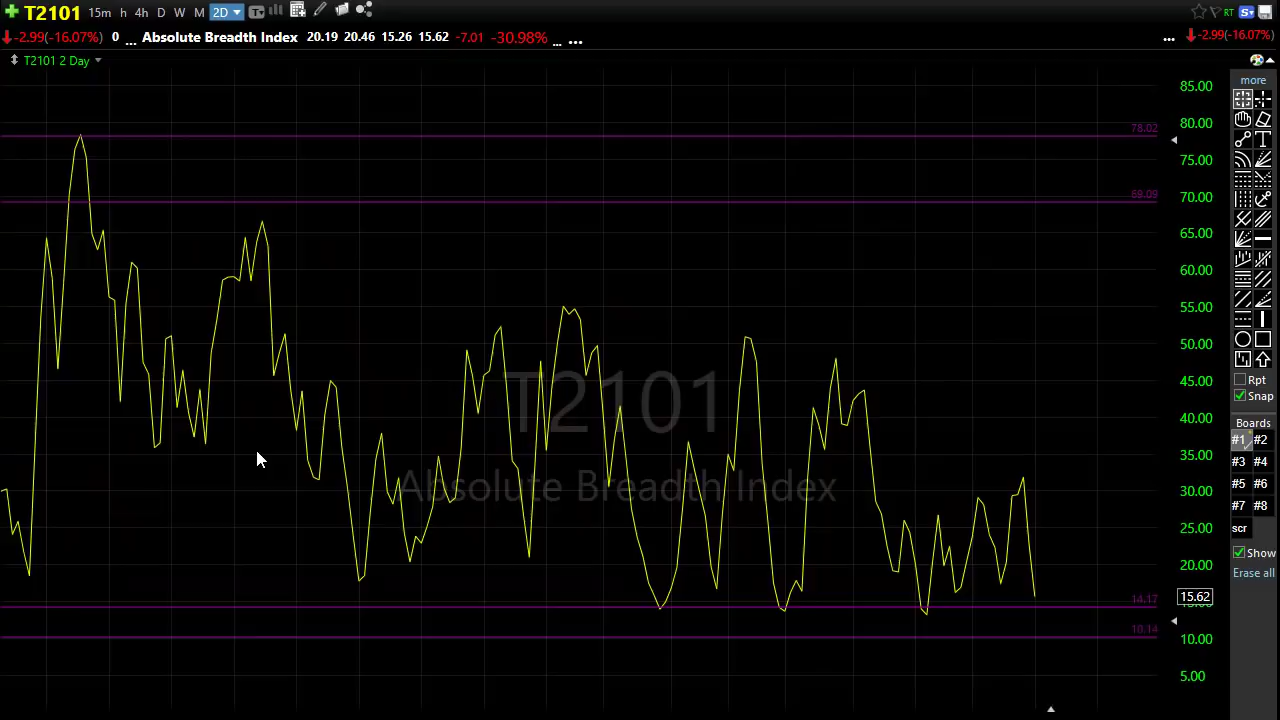 T2101 15m h 4h D W M 2D T RT S
-2.99(-16.07%) 0 ... Absolute Breadth Index 20.19 20.46 15.26 15.62 -7.01 -30.98% ... ... ... -2.99(-16.07%)
T2101 2 Day
more
85.00
78.02
80.00
75.00
69.09
70.00
65.00
60.00
55.00
50.00
45.00
40.00
35.00
30.00
25.00
20.00
14.17
15.62
10.14
10.00
5.00
T2101
Absolute Breadth Index
Rpt
Snap
Boards
#1 #2
#3 #4
#5 #6
#7 #8
scr
Show
Erase all